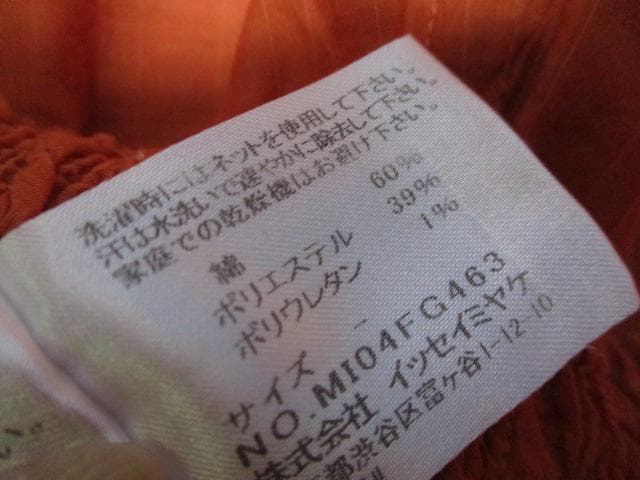 洗濯時にはネットを使用して下さい。
汗は水洗いで速やかに除去して下さい。
家庭での乾燥機はお避け下さい。
綿 60%
ポリエステル 39%
ポリウレタン 1%
サイズ -
NO.MI04FG463
株式会社 イッセイミヤケ
都渋谷区富ヶ谷1-12-10
い。